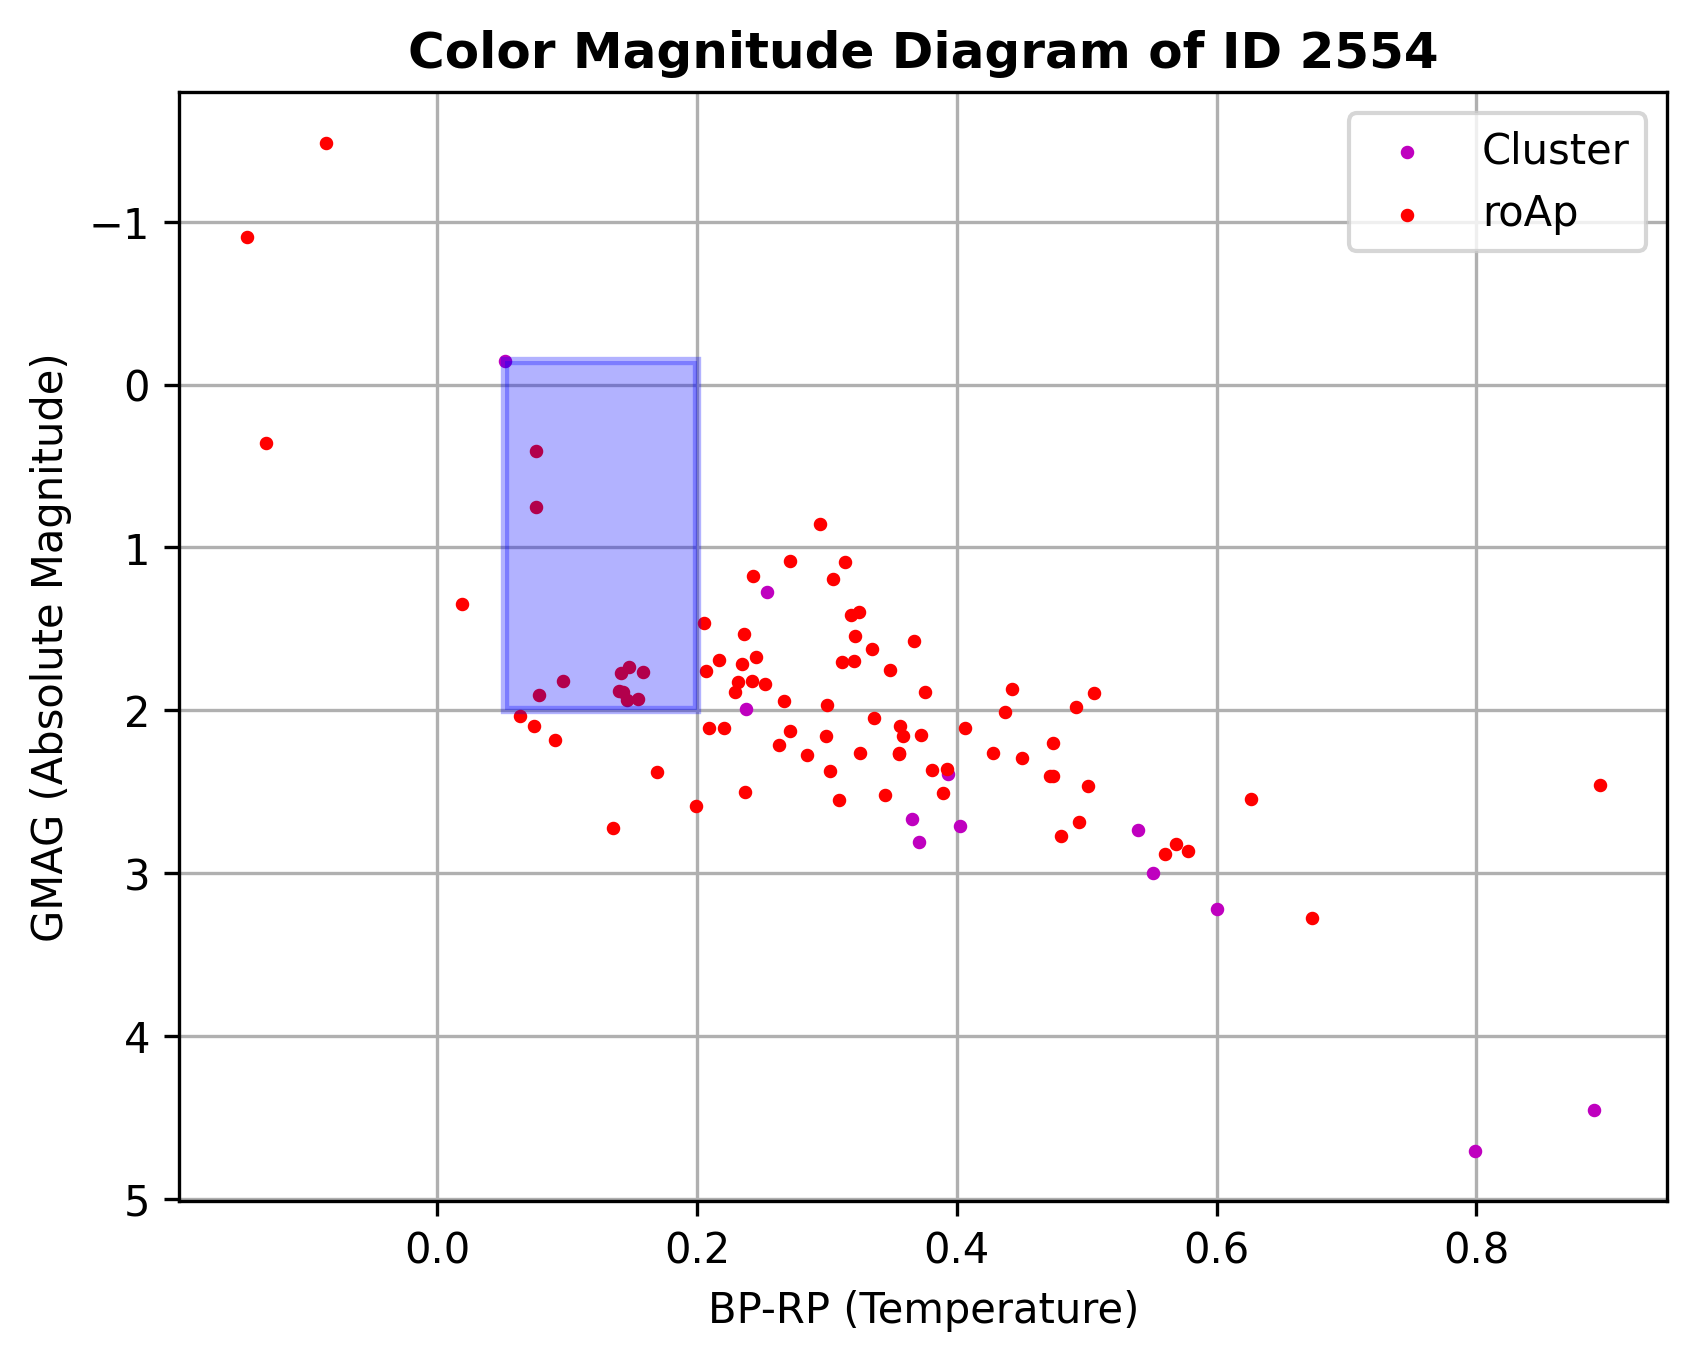 Color Magnitude Diagram of ID 2554
Cluster
roAp
−1
0
1
2
3
4
5
GMAG (Absolute Magnitude)
0.0 0.2 0.4 0.6 0.8
BP-RP (Temperature)